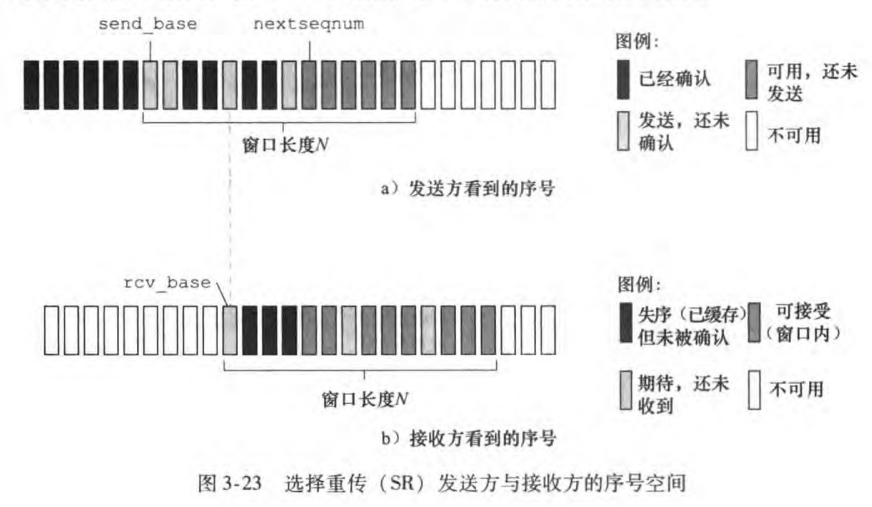 send_base nextseqnum
图例:
已经确认
可用，还未
发送
发送，还未
确认
不可用
窗口长度N
a）发送方看到的序号
rcv_base
图例:
失序（已缓存）
但未被确认
可接受
（窗口内）
期待，还未
收到
不可用
窗口长度N
b）接收方看到的序号
图 3-23 选择重传（SR）发送方与接收方的序号空间